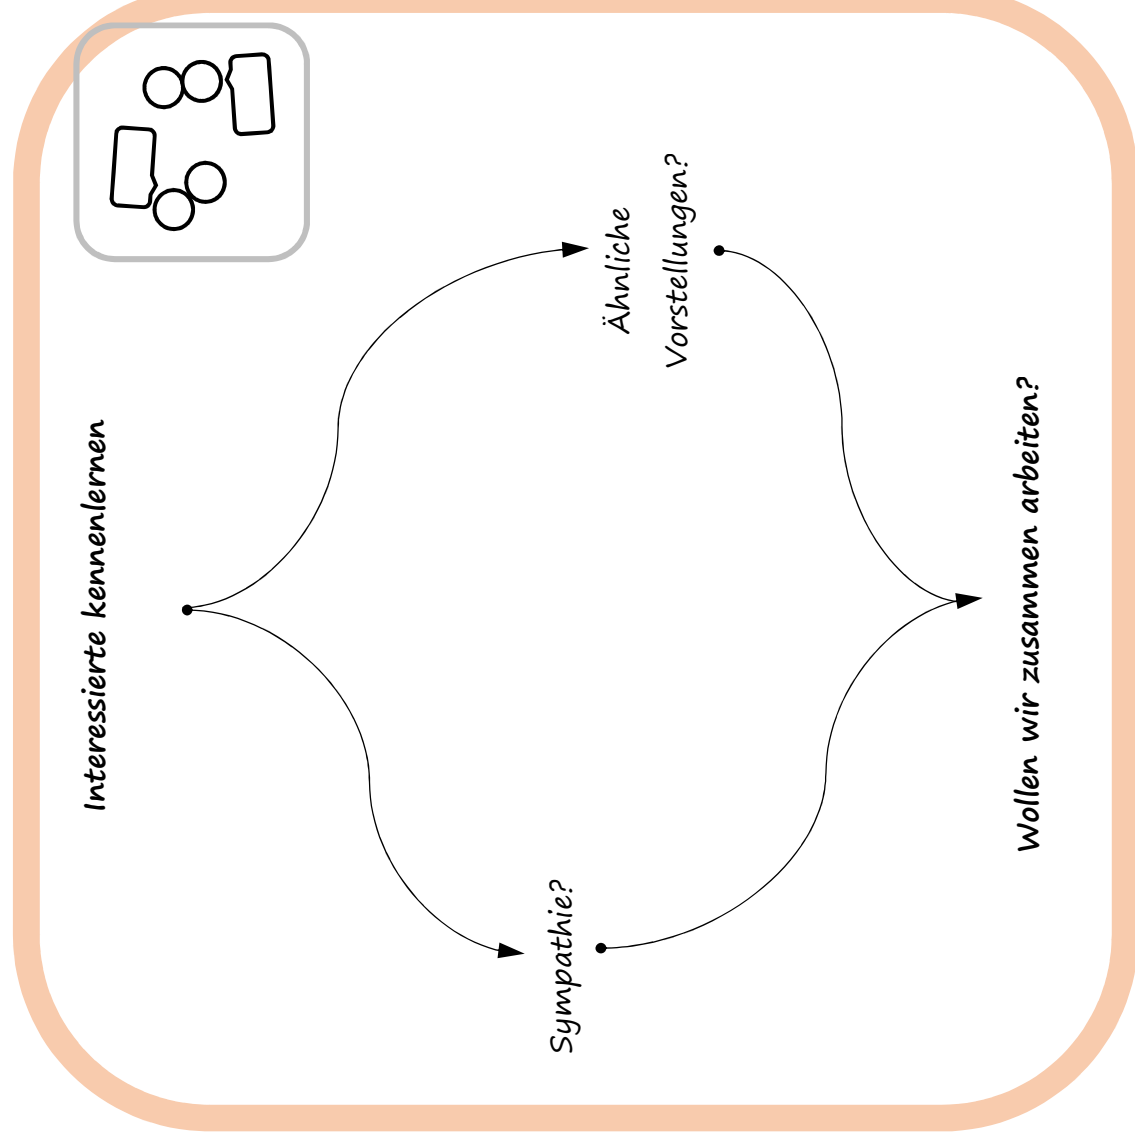 Interessierte kennenlernen
Sympathie?
Ähnliche
Vorstellungen?
Wollen wir zusammen arbeiten?